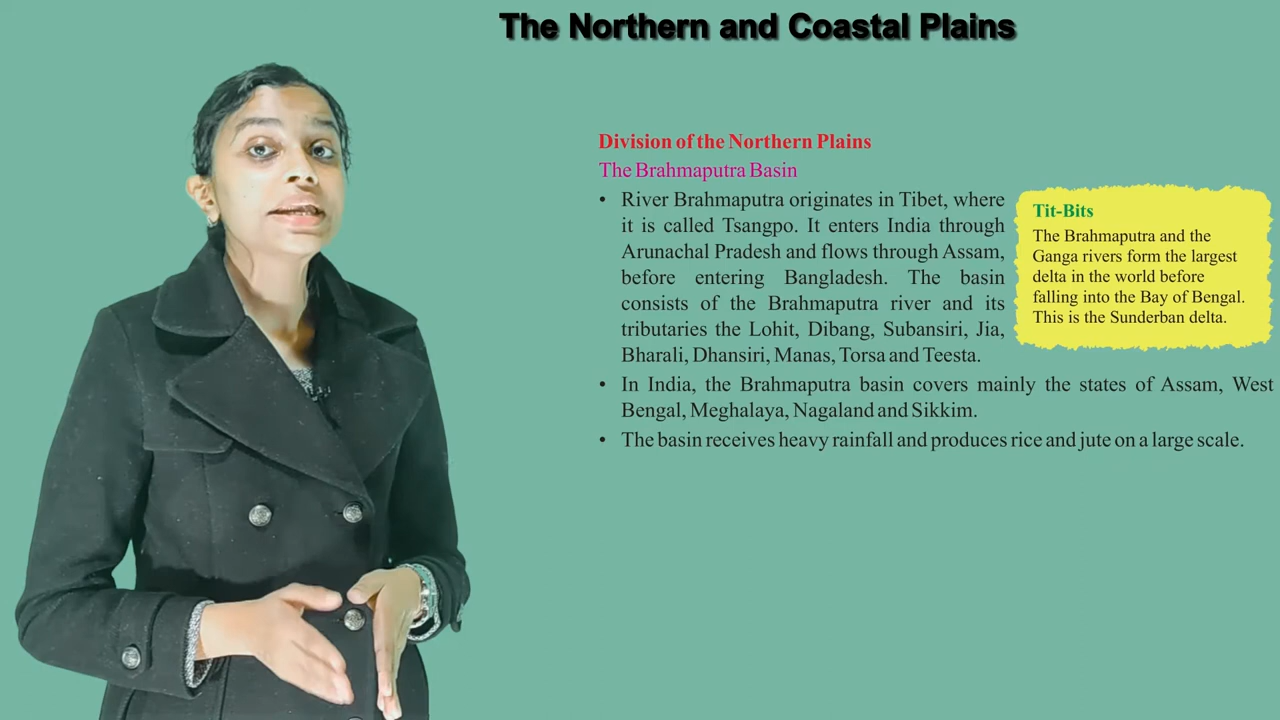 The Northern and Coastal Plains
Division of the Northern Plains
The Brahmaputra Basin
• River Brahmaputra originates in Tibet, where
it is called Tsangpo. It enters India through
Arunachal Pradesh and flows through Assam,
before entering Bangladesh. The basin
consists of the Brahmaputra river and its
tributaries the Lohit, Dibang, Subansiri, Jia,
Bharali, Dhansiri, Manas, Torsa and Teesta.
Tit-Bits
The Brahmaputra and the
Ganga rivers form the largest
delta in the world before
falling into the Bay of Bengal.
This is the Sunderban delta.
• In India, the Brahmaputra basin covers mainly the states of Assam, West
Bengal, Meghalaya, Nagaland and Sikkim.
• The basin receives heavy rainfall and produces rice and jute on a large scale.